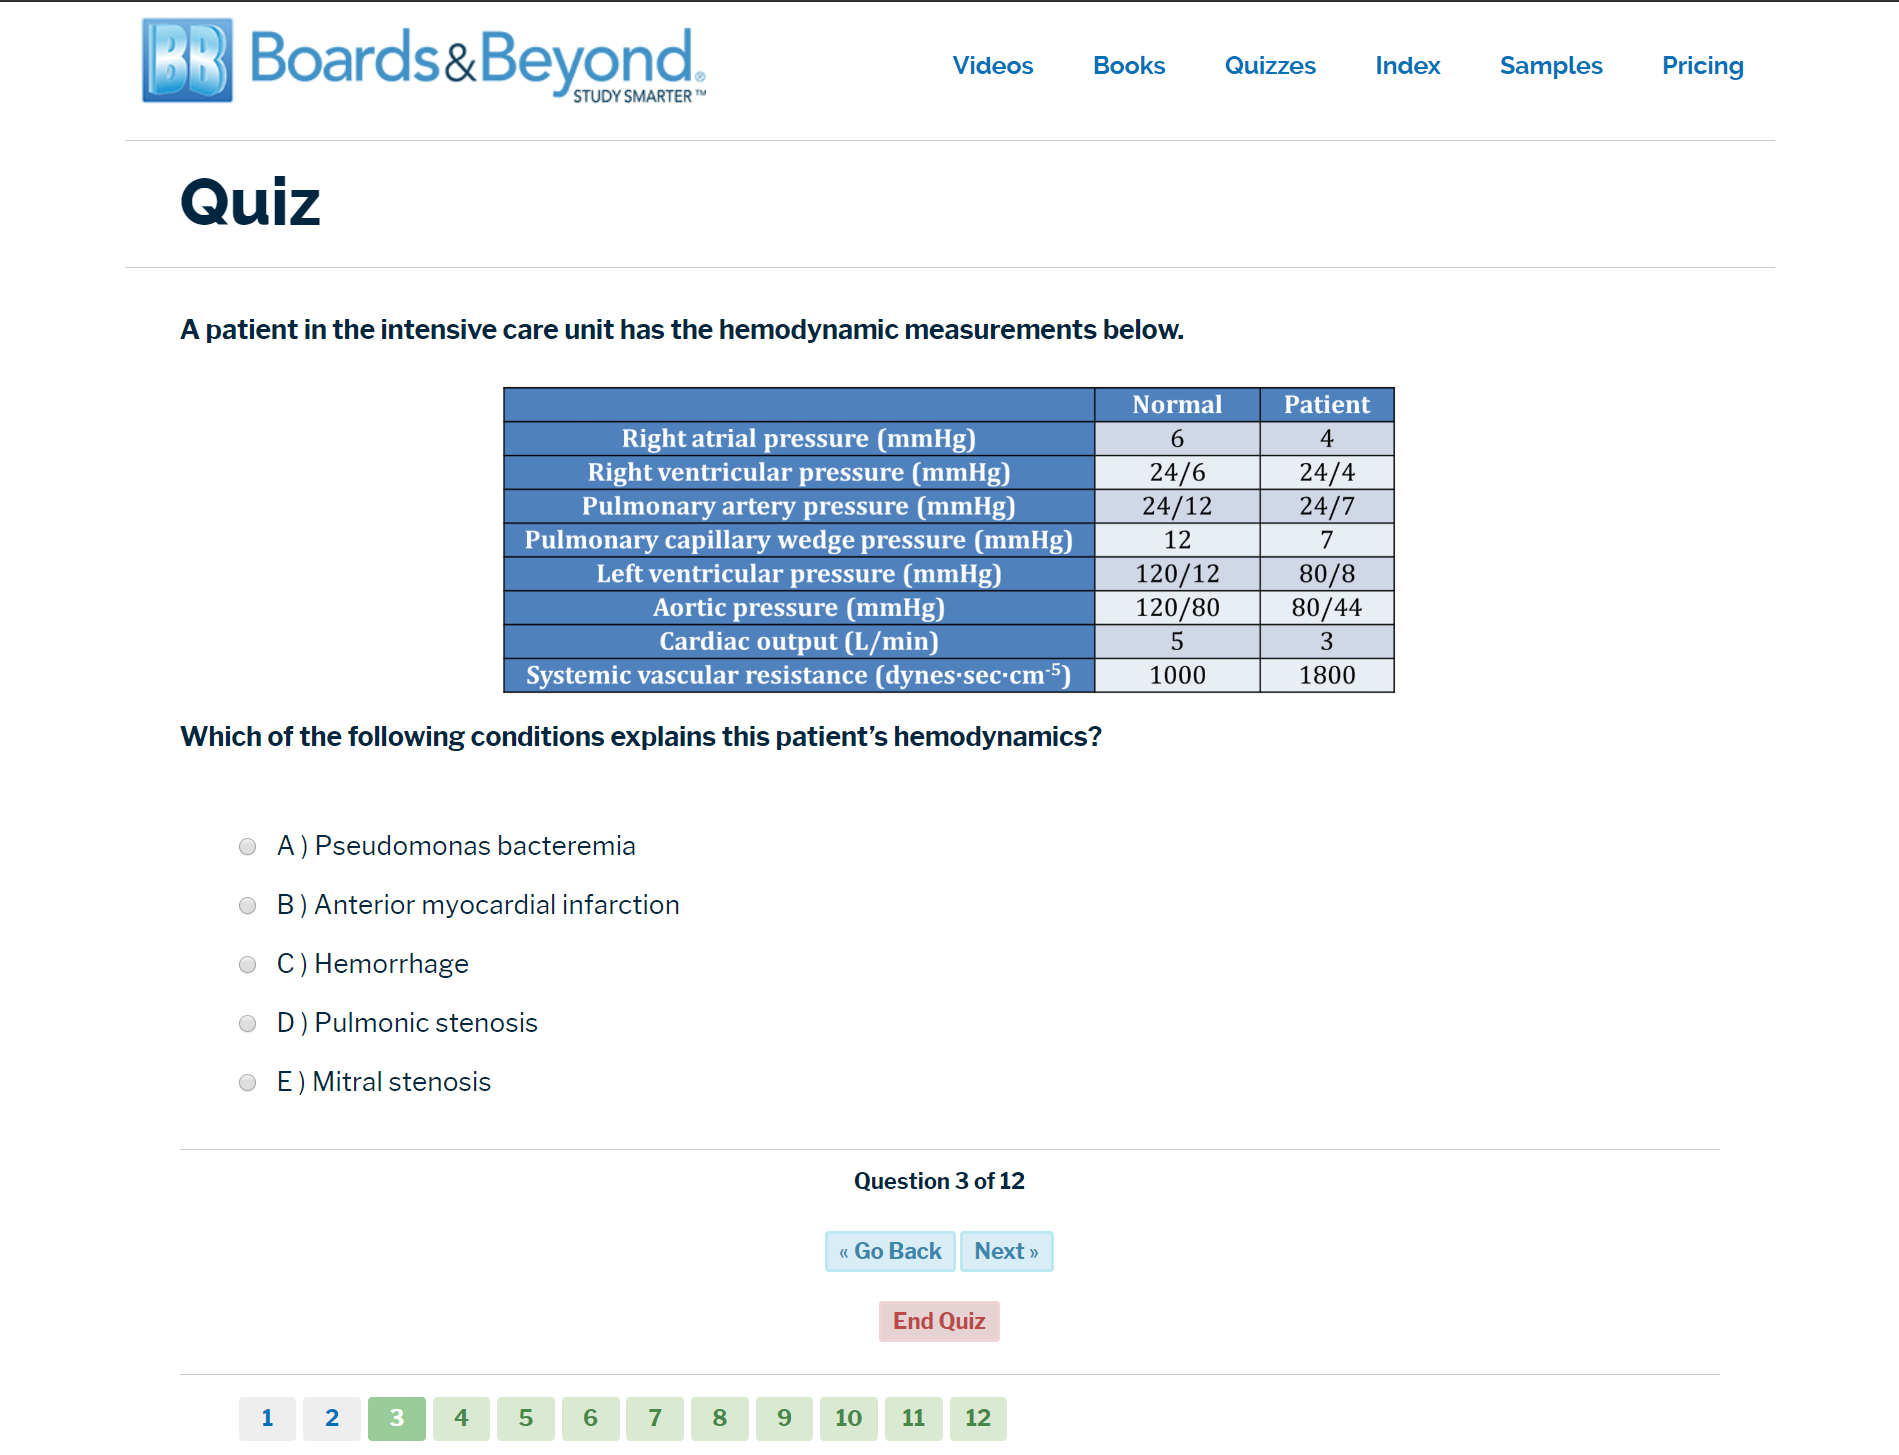 BB Boards&Beyond®
STUDY SMARTER™
Videos Books Quizzes Index Samples Pricing
Quiz
A patient in the intensive care unit has the hemodynamic measurements below.
Normal Patient
Right atrial pressure (mmHg) 6 4
Right ventricular pressure (mmHg) 24/6 24/4
Pulmonary artery pressure (mmHg) 24/12 24/7
Pulmonary capillary wedge pressure (mmHg) 12 7
Left ventricular pressure (mmHg) 120/12 80/8
Aortic pressure (mmHg) 120/80 80/44
Cardiac output (L/min) 5 3
Systemic vascular resistance (dynes·sec·cm⁻⁵) 1000 1800
Which of the following conditions explains this patient’s hemodynamics?
A ) Pseudomonas bacteremia
B ) Anterior myocardial infarction
C ) Hemorrhage
D ) Pulmonic stenosis
E ) Mitral stenosis
Question 3 of 12
« Go Back Next »
End Quiz
1 2 3 4 5 6 7 8 9 10 11 12